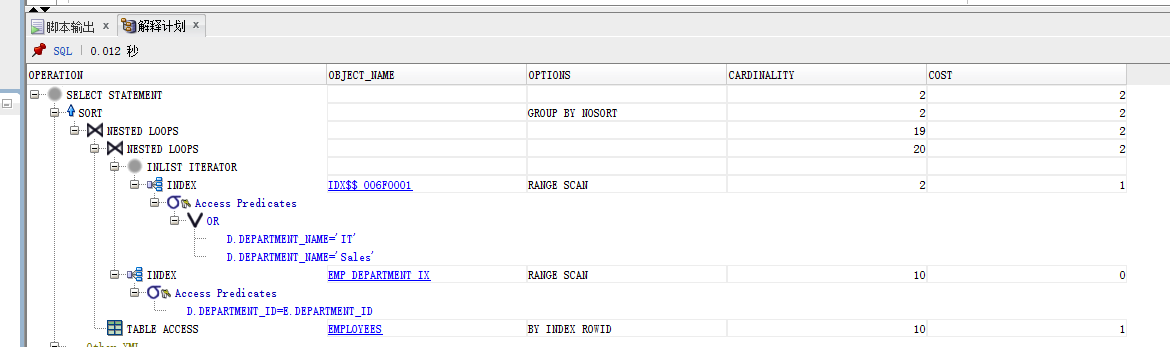 脚本输出 × 解释计划 ×
SQL | 0.012 秒
OPERATION OBJECT_NAME OPTIONS CARDINALITY COST
SELECT STATEMENT 2 2
SORT GROUP BY NOSORT 2 2
NESTED LOOPS 19 2
NESTED LOOPS 20 2
INLIST ITERATOR
INDEX IDX$$_006F0001 RANGE SCAN 2 1
Access Predicates
OR
D.DEPARTMENT_NAME='IT'
D.DEPARTMENT_NAME='Sales'
INDEX EMP_DEPARTMENT_IX RANGE SCAN 10 0
Access Predicates
D.DEPARTMENT_ID=E.DEPARTMENT_ID
TABLE ACCESS EMPLOYEES BY INDEX ROWID 10 1
Other XML